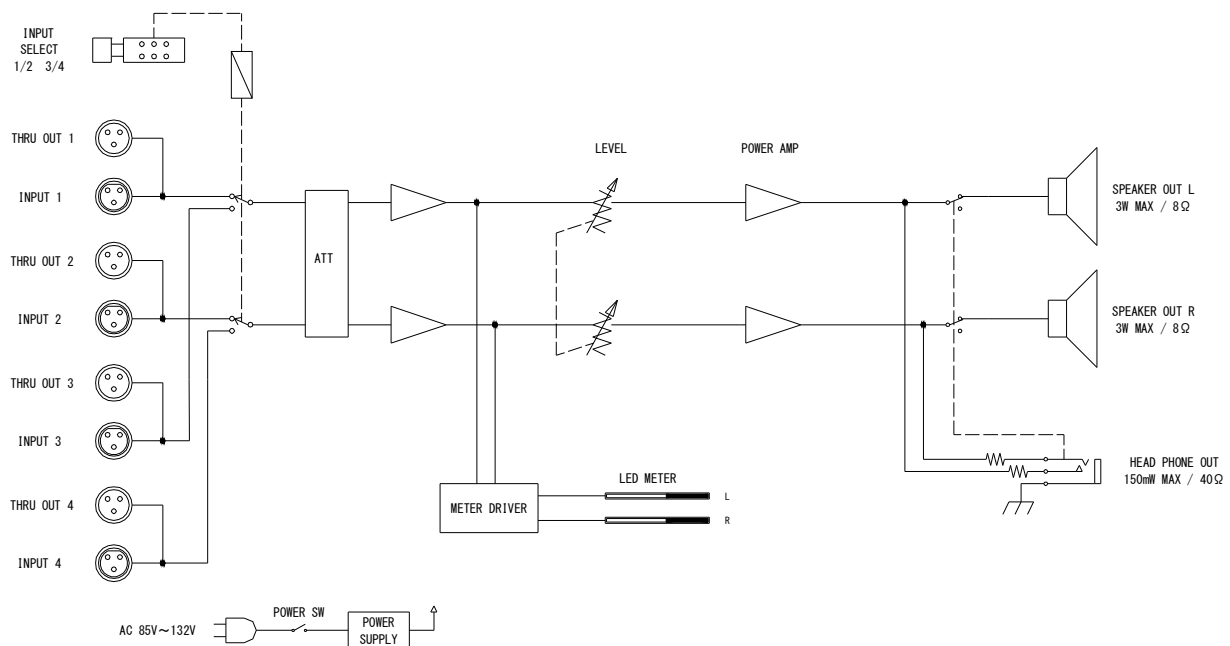 INPUT
SELECT
1/2 3/4
THRU OUT 1
INPUT 1
THRU OUT 2
INPUT 2
THRU OUT 3
INPUT 3
THRU OUT 4
INPUT 4
ATT
LEVEL
POWER AMP
SPEAKER OUT L
3W MAX / 8Ω
SPEAKER OUT R
3W MAX / 8Ω
HEAD PHONE OUT
150mW MAX / 40Ω
METER DRIVER
LED METER
L
R
AC 85V~132V
POWER SW
POWER
SUPPLY